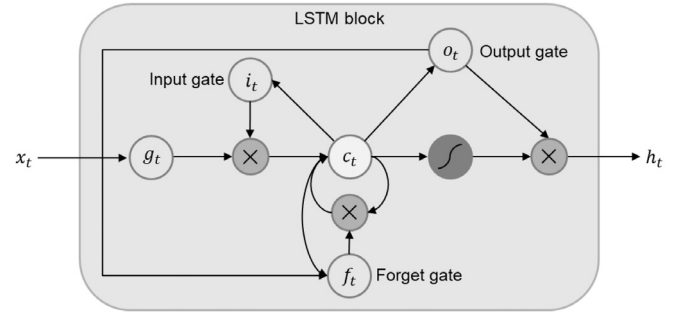 LSTM block
o_t Output gate
Input gate i_t
x_t g_t × c_t × h_t
×
f_t Forget gate